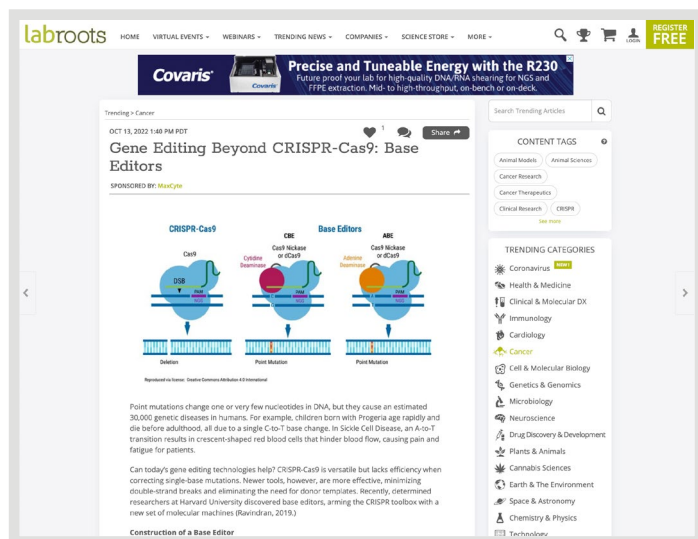 labroots
HOME VIRTUAL EVENTS WEBINARS TRENDING NEWS COMPANIES SCIENCE STORE MORE
LOGIN
REGISTER
FREE
Covaris
Covaris
Precise and Tuneable Energy with the R230
Future proof your lab for high-quality DNA/RNA shearing for NGS and
FFPE extraction. Mid- to high-throughput, on-bench or on-deck.
Trending > Cancer
OCT 13, 2022 1:40 PM PDT
1
Share
Gene Editing Beyond CRISPR-Cas9: Base
Editors
SPONSORED BY: MaxCyte
CRISPR-Cas9
Base Editors
CBE
ABE
Cas9
Cytidine
Deaminase
Cas9 Nickase
or dCas9
Adenine
Deaminase
Cas9 Nickase
or dCas9
DSB
PAM
NGG
PAM
NGG
PAM
NGG
Deletion
Point Mutation
Point Mutation
Reproduced via license: Creative Commons Attribution 4.0 International
Point mutations change one or very few nucleotides in DNA, but they cause an estimated
30,000 genetic diseases in humans. For example, children born with Progeria age rapidly and
die before adulthood, all due to a single C-to-T base change. In Sickle Cell Disease, an A-to-T
transition results in crescent-shaped red blood cells that hinder blood flow, causing pain and
fatigue for patients.
Can today's gene editing technologies help? CRISPR-Cas9 is versatile but lacks efficiency when
correcting single-base mutations. Newer tools, however, are more effective, minimizing
double-strand breaks and eliminating the need for donor templates. Recently, determined
researchers at Harvard University discovered base editors, arming the CRISPR toolbox with a
new set of molecular machines (Ravindran, 2019.)
Construction of a Base Editor
Search Trending Articles
CONTENT TAGS
Animal Models
Animal Sciences
Cancer Research
Cancer Therapeutics
Clinical Research
CRISPR
See more
TRENDING CATEGORIES
Coronavirus NEW!
Health & Medicine
Clinical & Molecular DX
Immunology
Cardiology
Cancer
Cell & Molecular Biology
Genetics & Genomics
Microbiology
Neuroscience
Drug Discovery & Development
Plants & Animals
Cannabis Sciences
Earth & The Environment
Space & Astronomy
Chemistry & Physics
Technology